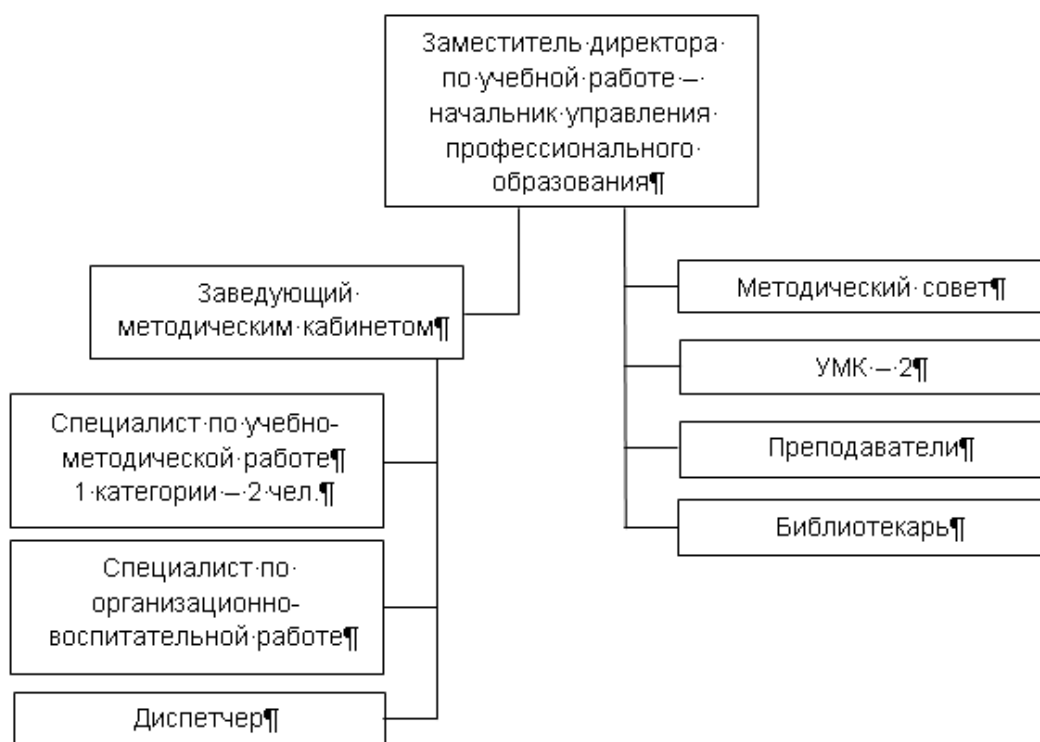 Заместитель·директора·
по·учебной·работе·–·
начальник·управления·
профессионального·
образования¶
Заведующий·
методическим·кабинетом¶
Специалист·по·учебно-
методической·работе¶
1·категории·–·2·чел.¶
Специалист·по·
организационно-
воспитательной·работе¶
Диспетчер¶
Методический·совет¶
УМК·–·2¶
Преподаватели¶
Библиотекарь¶